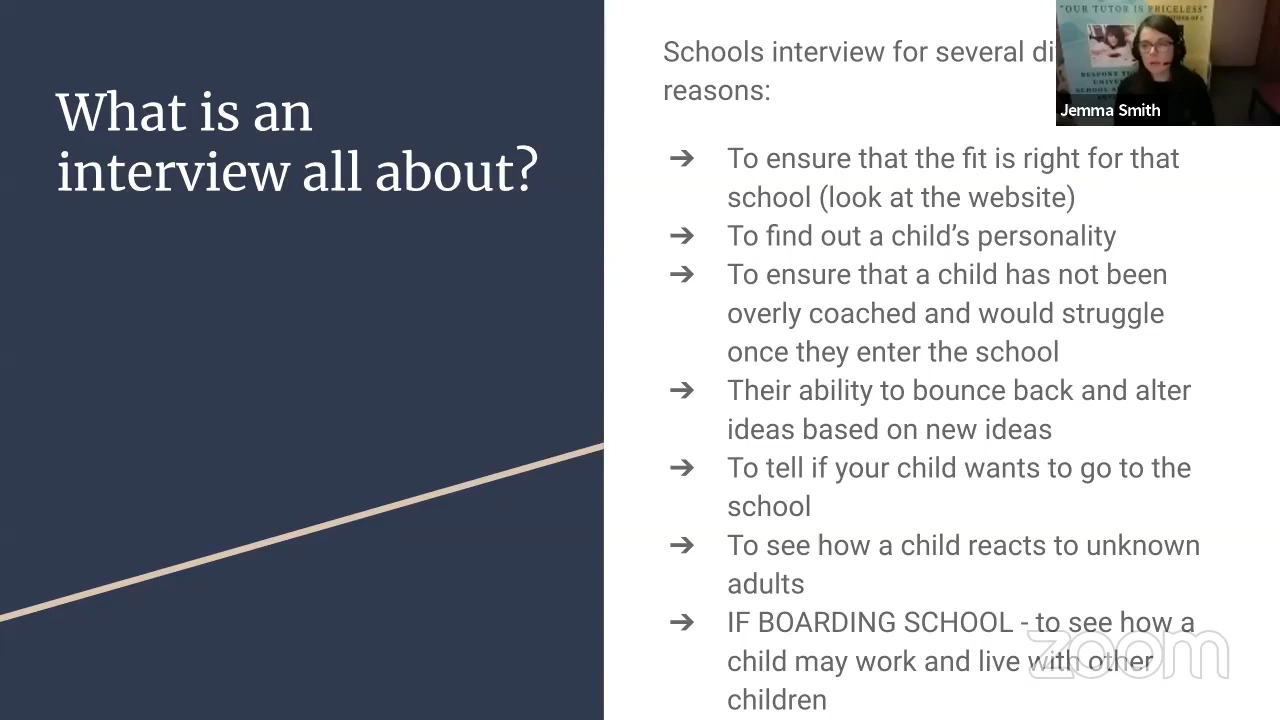 What is an
interview all about?
Schools interview for several
reasons:
➔ To ensure that the fit is right for that
school (look at the website)
➔ To find out a child’s personality
➔ To ensure that a child has not been
overly coached and would struggle
once they enter the school
➔ Their ability to bounce back and alter
ideas based on new ideas
➔ To tell if your child wants to go to the
school
➔ To see how a child reacts to unknown
adults
➔ IF BOARDING SCHOOL - to see how a
child may work and live with other
children
"OUR TUTOR IS PRICELESS"
Jemma Smith
zoom